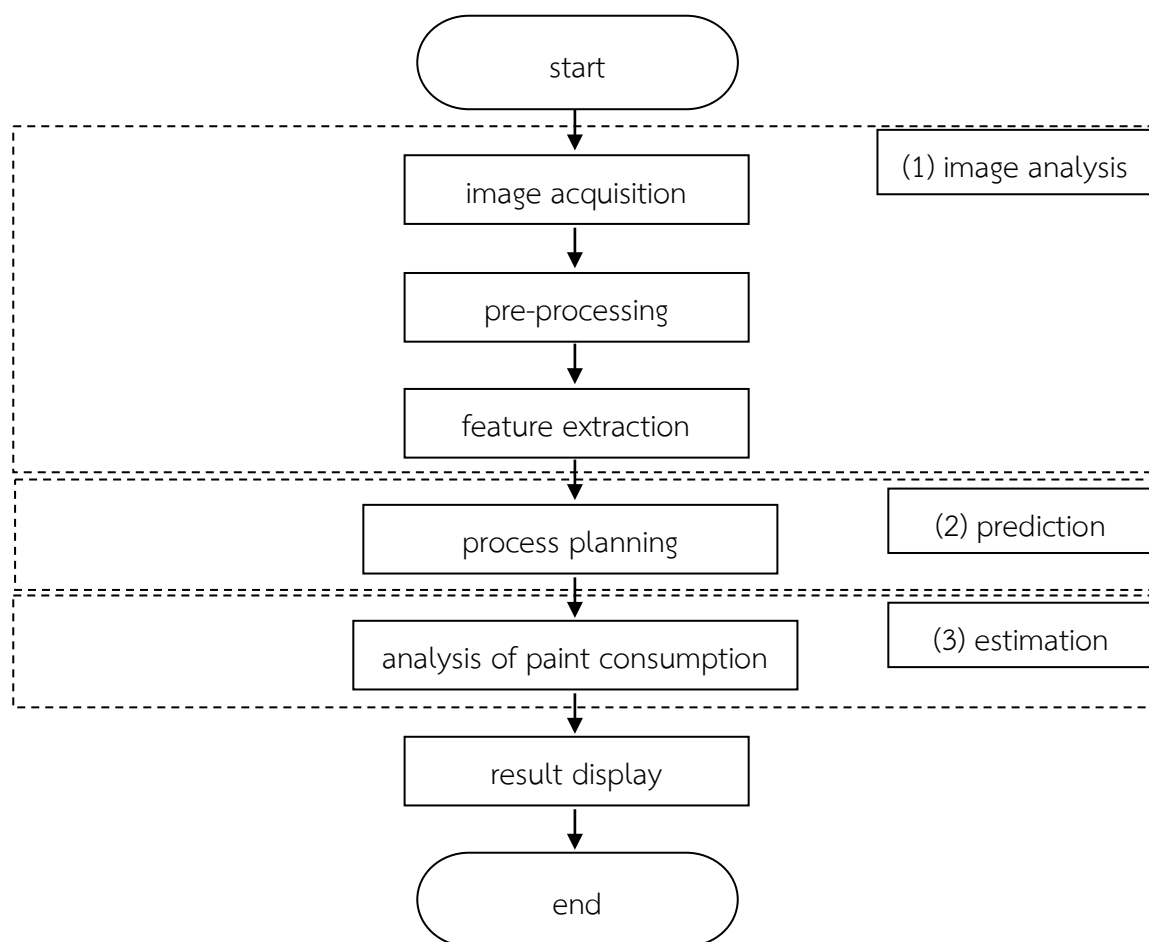 start
(1) image analysis
image acquisition
pre-processing
feature extraction
(2) prediction
process planning
(3) estimation
analysis of paint consumption
result display
end